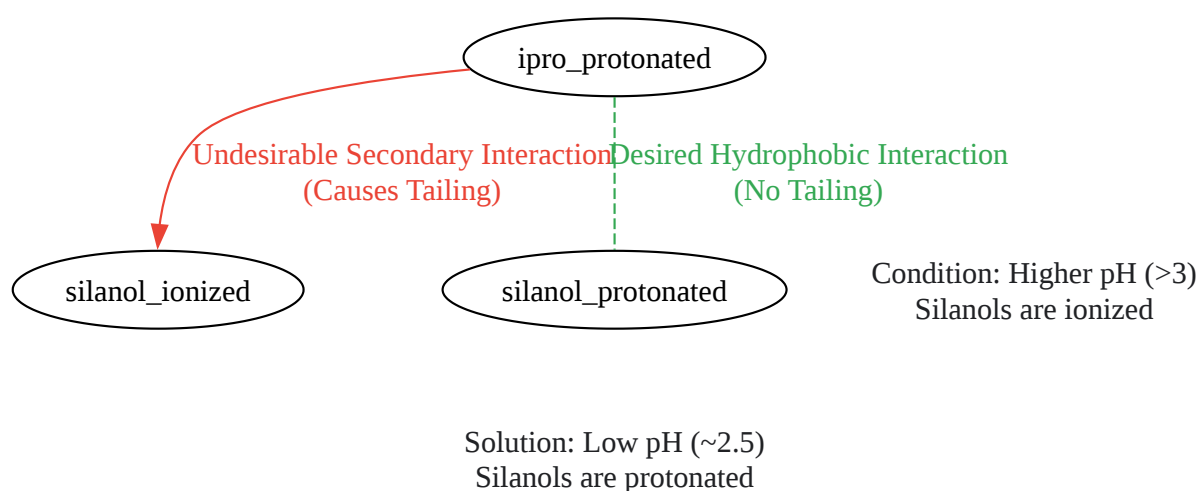 ipro_protonated
Undesirable Secondary Interaction
(Causes Tailing)
Desired Hydrophobic Interaction
(No Tailing)
silanol_ionized
silanol_protonated
Condition: Higher pH (>3)
Silanols are ionized
Solution: Low pH (~2.5)
Silanols are protonated